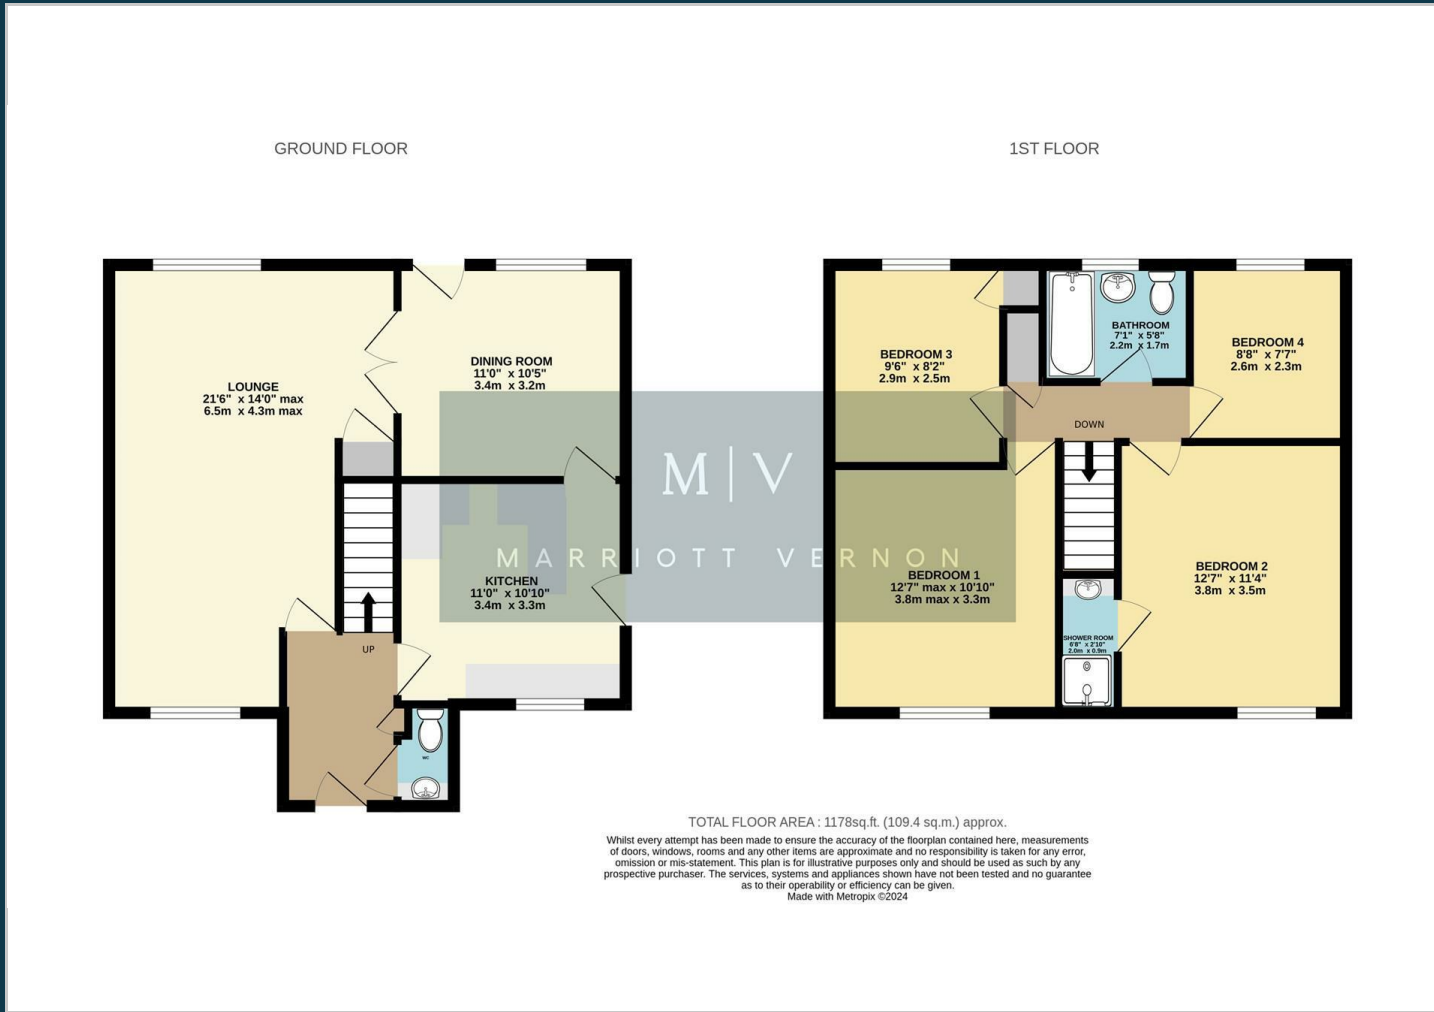 GROUND FLOOR
1ST FLOOR
LOUNGE
21'6" x 14'0" max
6.5m x 4.3m max
DINING ROOM
11'0" x 10'5"
3.4m x 3.2m
KITCHEN
11'0" x 10'10"
3.4m x 3.3m
UP
WC
BEDROOM 3
9'6" x 8'2"
2.9m x 2.5m
BATHROOM
7'1" x 5'8"
2.2m x 1.7m
BEDROOM 4
8'8" x 7'7"
2.6m x 2.3m
DOWN
BEDROOM 1
12'7" max x 10'10"
3.8m max x 3.3m
BEDROOM 2
12'7" x 11'4"
3.8m x 3.5m
SHOWER ROOM
6'8" x 2'10"
2.0m x 0.9m
M|V
MARRIOTT VERNON
TOTAL FLOOR AREA : 1178sq.ft. (109.4 sq.m.) approx.
Whilst every attempt has been made to ensure the accuracy of the floorplan contained here, measurements
of doors, windows, rooms and any other items are approximate and no responsibility is taken for any error,
omission or mis-statement. This plan is for illustrative purposes only and should be used as such by any
prospective purchaser. The services, systems and appliances shown have not been tested and no guarantee
as to their operability or efficiency can be given.
Made with Metropix ©2024